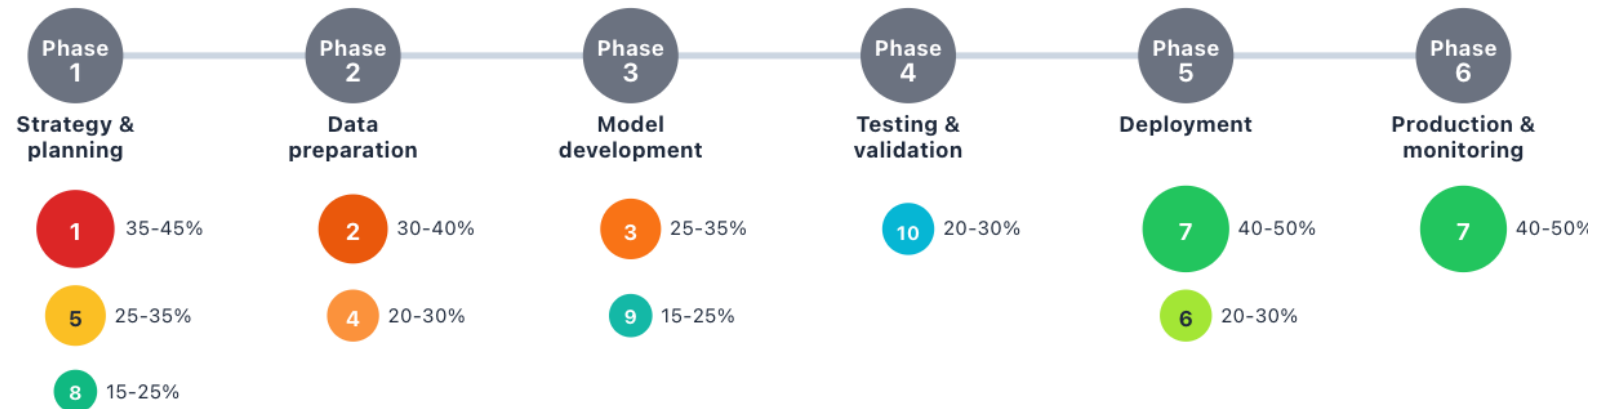 Phase 1
Phase 2
Phase 3
Phase 4
Phase 5
Phase 6
Strategy & planning
Data preparation
Model development
Testing & validation
Deployment
Production & monitoring
1 35-45%
2 30-40%
3 25-35%
10 20-30%
7 40-50%
7 40-50%
5 25-35%
4 20-30%
9 15-25%
6 20-30%
8 15-25%